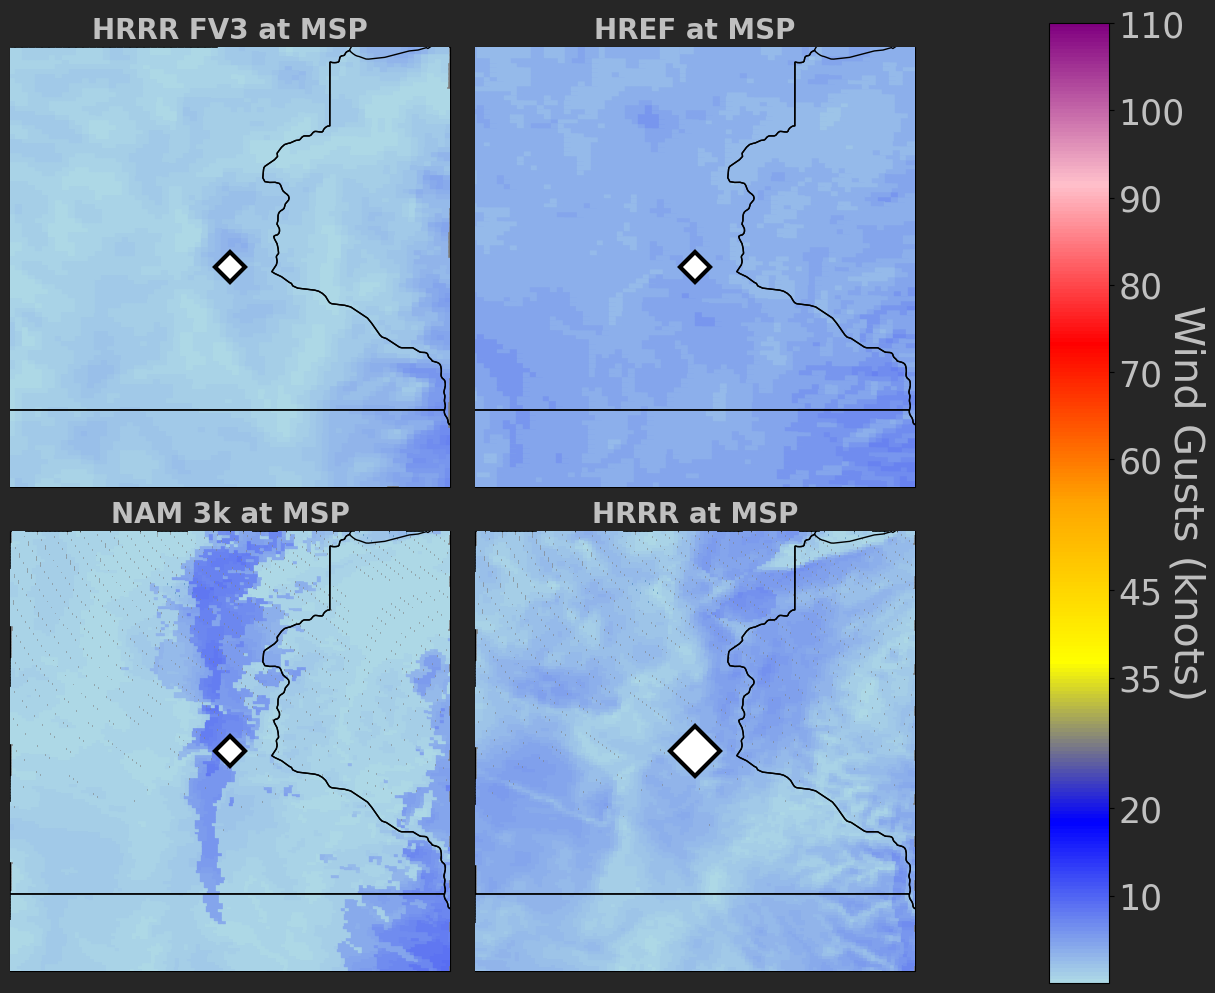 HRRR FV3 at MSP
HREF at MSP
NAM 3k at MSP
HRRR at MSP
110
100
90
80
70
60
45
35
20
10
Wind Gusts (knots)